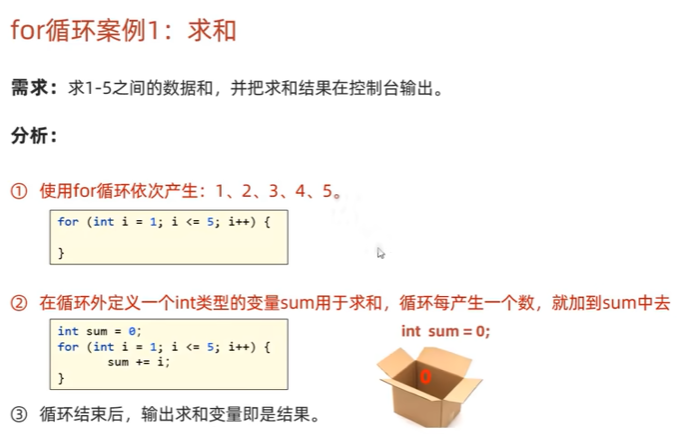 for循环案例1：求和
需求：求1-5之间的数据和，并把求和结果在控制台输出。
分析：
① 使用for循环依次产生：1、2、3、4、5。
for (int i = 1; i <= 5; i++) {
}
② 在循环外定义一个int类型的变量sum用于求和，循环每产生一个数，就加到sum中去
int sum = 0;
for (int i = 1; i <= 5; i++) {
sum += i;
}
int sum = 0;
0
③ 循环结束后，输出求和变量即是结果。